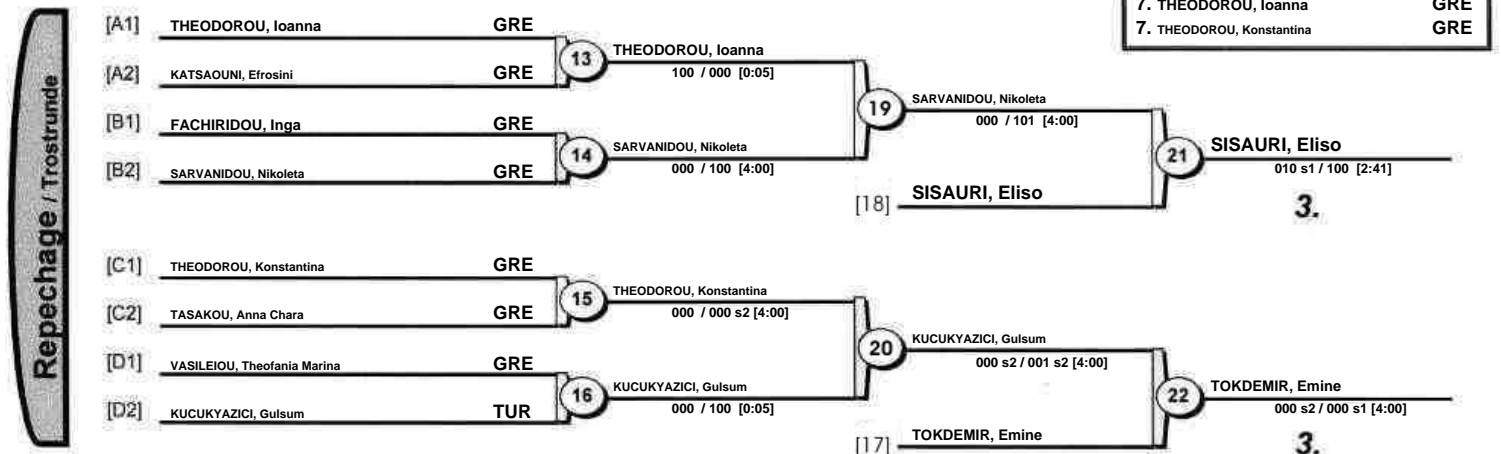 7. THEODOROU, Ioanna GRE
7. THEODOROU, Konstantina GRE
Repechage / Trostrunde
[A1] THEODOROU, Ioanna GRE
13 THEODOROU, Ioanna
100 / 000 [0:05]
[A2] KATSAOUNI, Efrosini GRE
19 SARVANIDOU, Nikoleta
000 / 101 [4:00]
[B1] FACHIRIDOU, Inga GRE
14 SARVANIDOU, Nikoleta
000 / 100 [4:00]
[B2] SARVANIDOU, Nikoleta GRE
21 SISAURI, Eliso
010 s1 / 100 [2:41]
[18] SISAURI, Eliso
3.
[C1] THEODOROU, Konstantina GRE
15 THEODOROU, Konstantina
000 / 000 s2 [4:00]
[C2] TASAKOU, Anna Chara GRE
20 KUCUKYAZICI, Gulsum
000 s2 / 001 s2 [4:00]
[D1] VASILEIOU, Theofania Marina GRE
16 KUCUKYAZICI, Gulsum
000 / 100 [0:05]
[D2] KUCUKYAZICI, Gulsum TUR
22 TOKDEMIR, Emine
000 s2 / 000 s1 [4:00]
[17] TOKDEMIR, Emine
3.